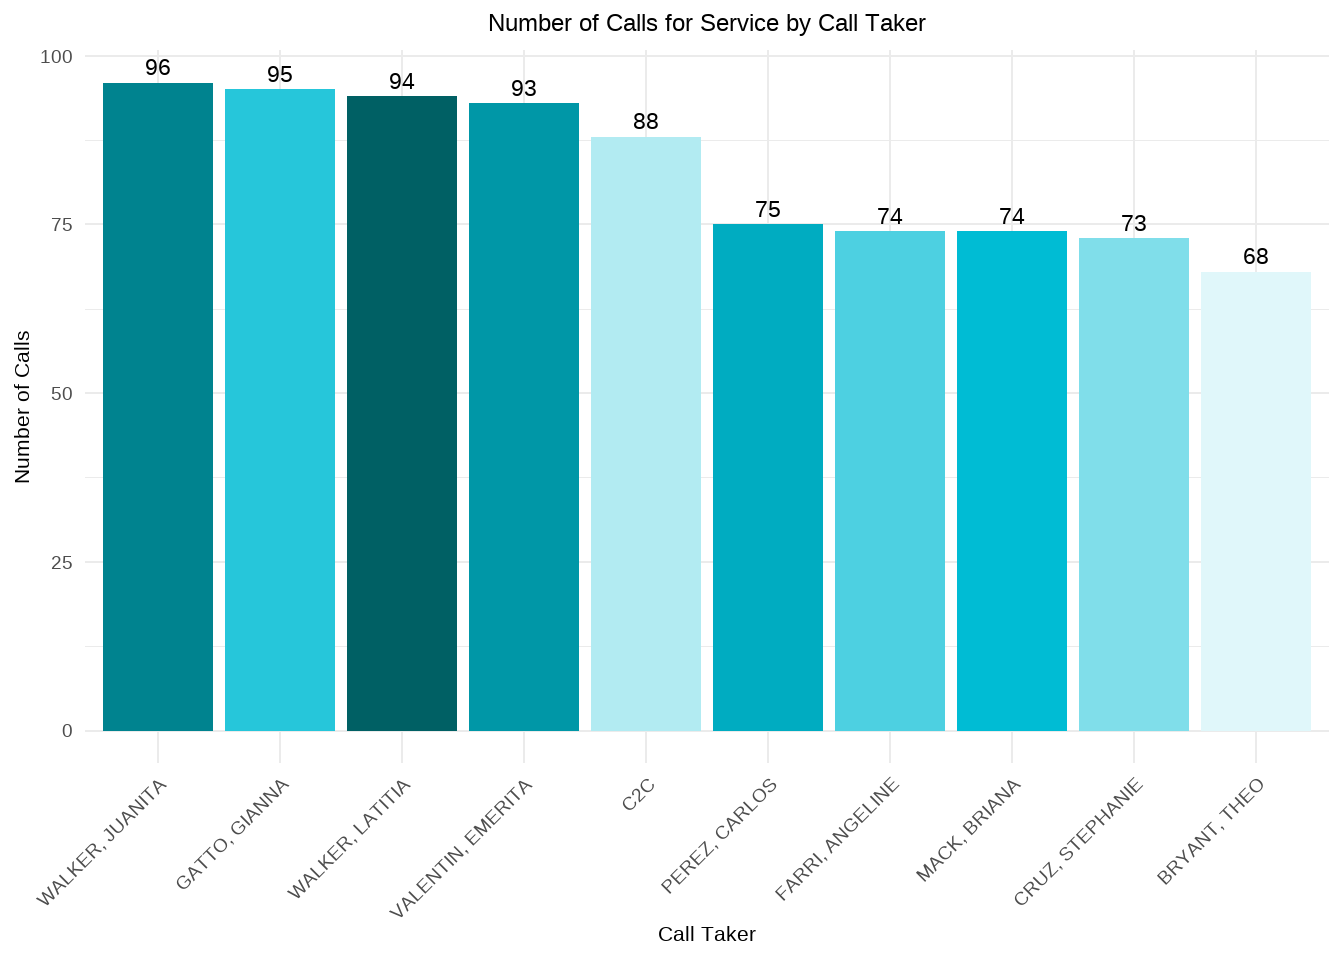 Number of Calls for Service by Call Taker
100
75
50
25
0
Number of Calls
96
95
94
93
88
75
74
74
73
68
WALKER, JUANITA
GATTO, GIANNA
WALKER, LATITIA
VALENTIN, EMERITA
C2C
PEREZ, CARLOS
FARRI, ANGELINE
MACK, BRIANA
CRUZ, STEPHANIE
BRYANT, THEO
Call Taker